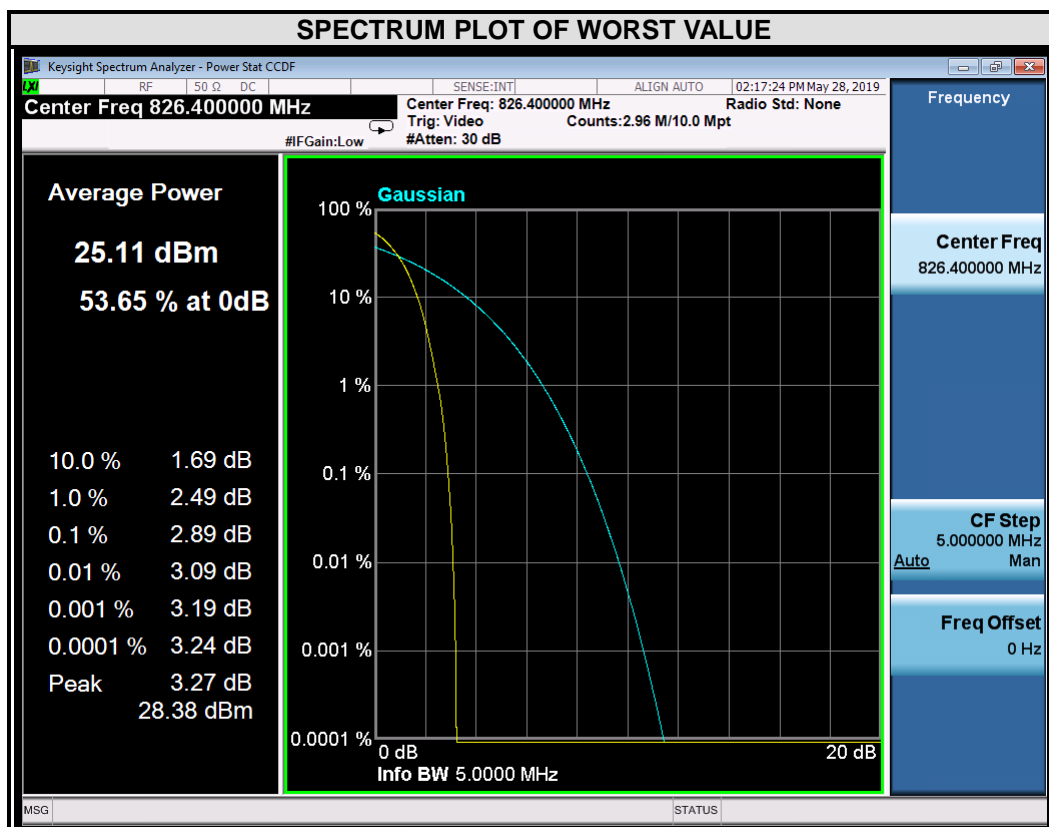 SPECTRUM PLOT OF WORST VALUE
Keysight Spectrum Analyzer - Power Stat CCDF
LXI RF 50 Ω DC SENSE:INT ALIGN AUTO 02:17:24 PM May 28, 2019
Center Freq 826.400000 MHz
Center Freq: 826.400000 MHz Radio Std: None
Trig: Video Counts:2.96 M/10.0 Mpt
#IFGain:Low #Atten: 30 dB
Frequency
Average Power
25.11 dBm
53.65 % at 0dB
10.0 % 1.69 dB
1.0 % 2.49 dB
0.1 % 2.89 dB
0.01 % 3.09 dB
0.001 % 3.19 dB
0.0001 % 3.24 dB
Peak 3.27 dB
28.38 dBm
Gaussian
100 %
10 %
1 %
0.1 %
0.01 %
0.001 %
0.0001 %
0 dB 20 dB
Info BW 5.0000 MHz
Center Freq
826.400000 MHz
CF Step
5.000000 MHz
Auto Man
Freq Offset
0 Hz
MSG STATUS